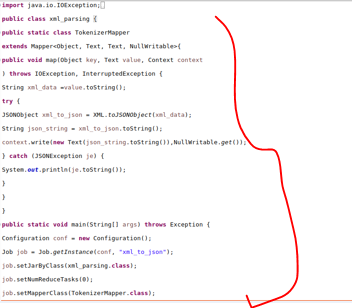 import java.io.IOException;
public class xml_parsing {
public static class TokenizerMapper
extends Mapper<Object, Text, Text, NullWritable>{
public void map(Object key, Text value, Context context
) throws IOException, InterruptedException {
String xml_data =value.toString();
try {
JSONObject xml_to_json = XML.toJSONObject(xml_data);
String json_string = xml_to_json.toString();
context.write(new Text(json_string.toString()),NullWritable.get());
} catch (JSONException je) {
System.out.println(je.toString());
}
}
}
public static void main(String[] args) throws Exception {
Configuration conf = new Configuration();
Job job = Job.getInstance(conf, "xml_to_json");
job.setJarByClass(xml_parsing.class);
job.setNumReduceTasks(0);
job.setMapperClass(TokenizerMapper.class);